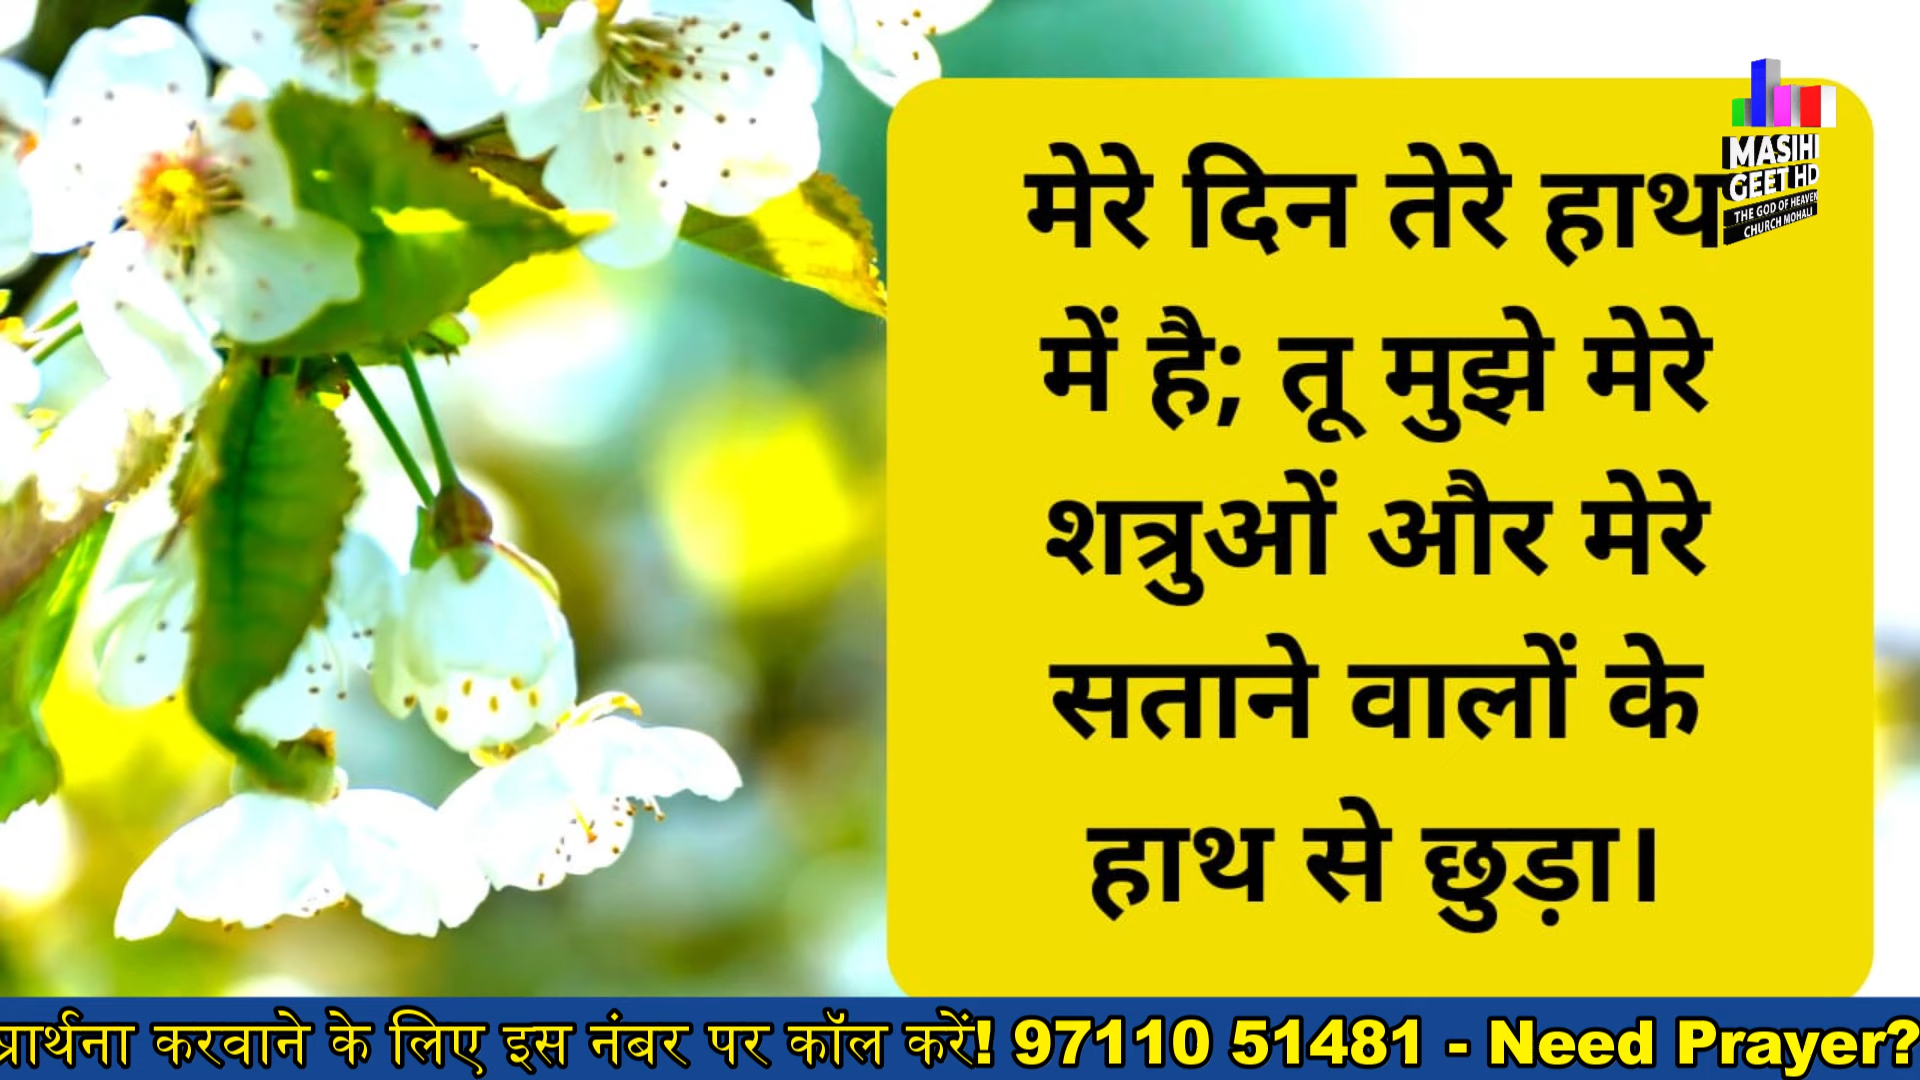 मेरे दिन तेरे हाथ
में है; तू मुझे मेरे
शत्रुओं और मेरे
सताने वालों के
हाथ से छुड़ा।
MASIHI
GEET HD
THE GOD OF HEAVEN
CHURCH MOHALI
प्रार्थना करवाने के लिए इस नंबर पर कॉल करें! 97110 51481 - Need Prayer?